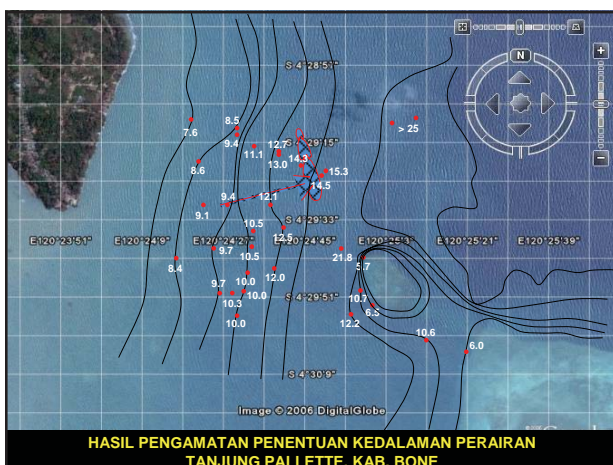 N
S 4°28'57"
7.6
8.5
9.4
> 25
S 4°29'15"
11.1
12.7
13.0
14.3
8.6
15.3
14.5
9.1
9.4
12.1
S 4°29'33"
10.5
12.5
E120°23'51"
E120°24'9"
E120°24'27"
E120°24'45"
E120°25'3"
E120°25'21"
E120°25'39"
9.7
10.5
21.8
5.7
8.4
12.0
10.0
9.7
10.3
10.0
S 4°29'51"
10.7
6.5
10.0
12.2
10.6
6.0
S 4°30'9"
Image © 2006 DigitalGlobe
HASIL PENGAMATAN PENENTUAN KEDALAMAN PERAIRAN
TANJUNG PALLETTE, KAB. BONE